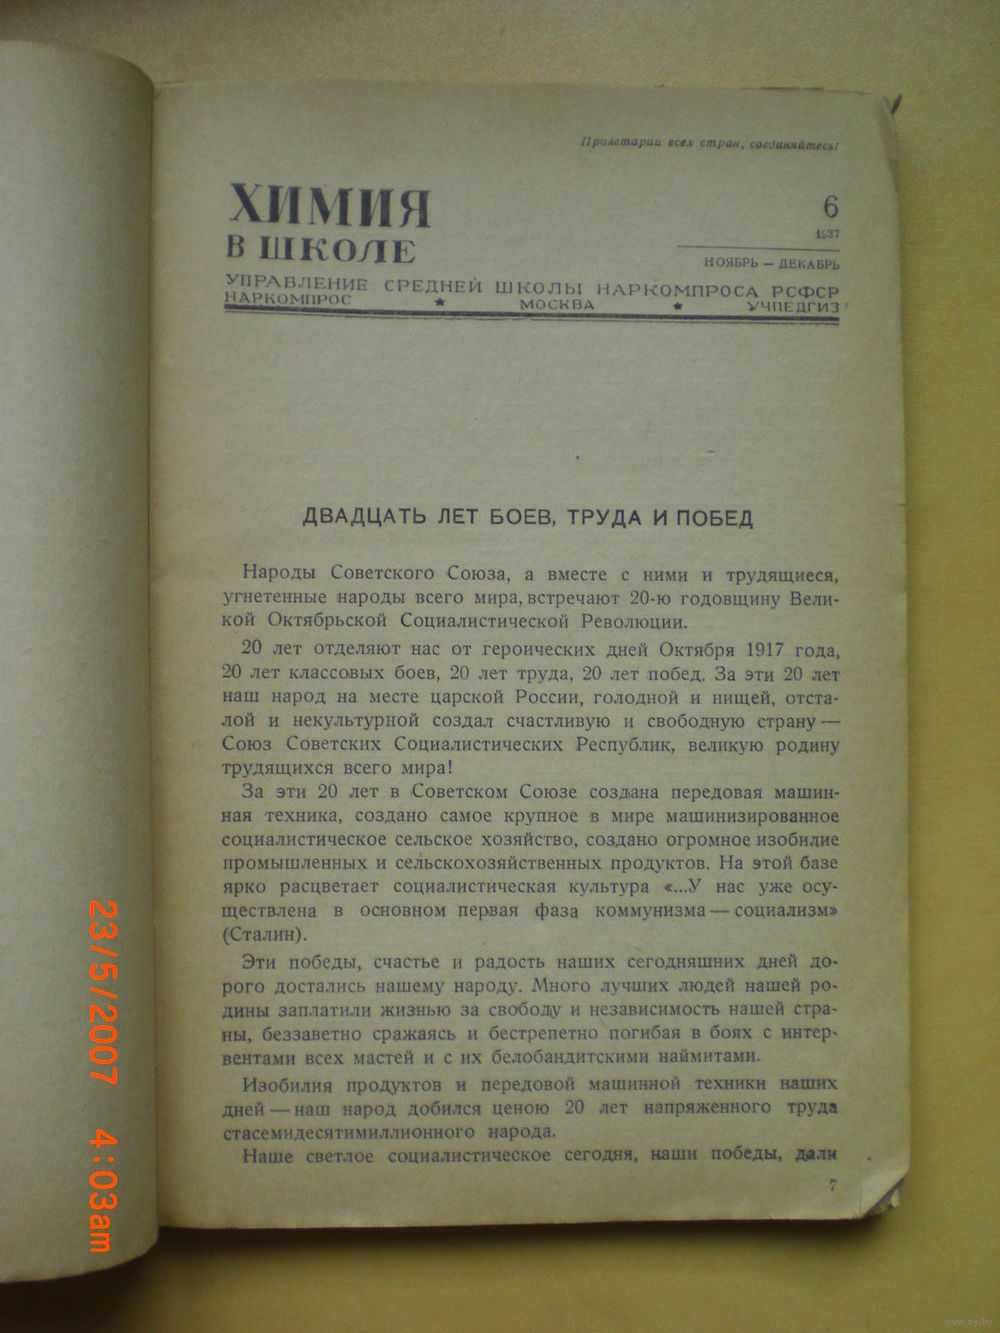 Пролетарии всех стран, соединяйтесь!
ХИМИЯ
В ШКОЛЕ
6
1937
НОЯБРЬ — ДЕКАБРЬ
УПРАВЛЕНИЕ СРЕДНЕЙ ШКОЛЫ НАРКОМПРОСА РСФСР
НАРКОМПРОС ★ МОСКВА ★ УЧПЕДГИЗ
ДВАДЦАТЬ ЛЕТ БОЕВ, ТРУДА И ПОБЕД
Народы Советского Союза, а вместе с ними и трудящиеся,
угнетенные народы всего мира, встречают 20-ю годовщину Вели-
кой Октябрьской Социалистической Революции.
20 лет отделяют нас от героических дней Октября 1917 года,
20 лет классовых боев, 20 лет труда, 20 лет побед. За эти 20 лет
наш народ на месте царской России, голодной и нищей, отста-
лой и некультурной создал счастливую и свободную страну —
Союз Советских Социалистических Республик, великую родину
трудящихся всего мира!
За эти 20 лет в Советском Союзе создана передовая машин-
ная техника, создано самое крупное в мире машинизированное
социалистическое сельское хозяйство, создано огромное изобилие
промышленных и сельскохозяйственных продуктов. На этой базе
ярко расцветает социалистическая культура «...У нас уже осу-
ществлена в основном первая фаза коммунизма — социализм»
(Сталин).
Эти победы, счастье и радость наших сегодняшних дней до-
рого достались нашему народу. Много лучших людей нашей ро-
дины заплатили жизнью за свободу и независимость нашей стра-
ны, беззаветно сражаясь и бестрепетно погибая в боях с интер-
вентами всех мастей и с их белобандитскими наймитами.
Изобилия продуктов и передовой машинной техники наших
дней — наш народ добился ценою 20 лет напряженного труда
стасемидесятимиллионного народа.
Наше светлое социалистическое сегодня, наши победы, дали
7
23/5/2007 4:03am
www.ay.by